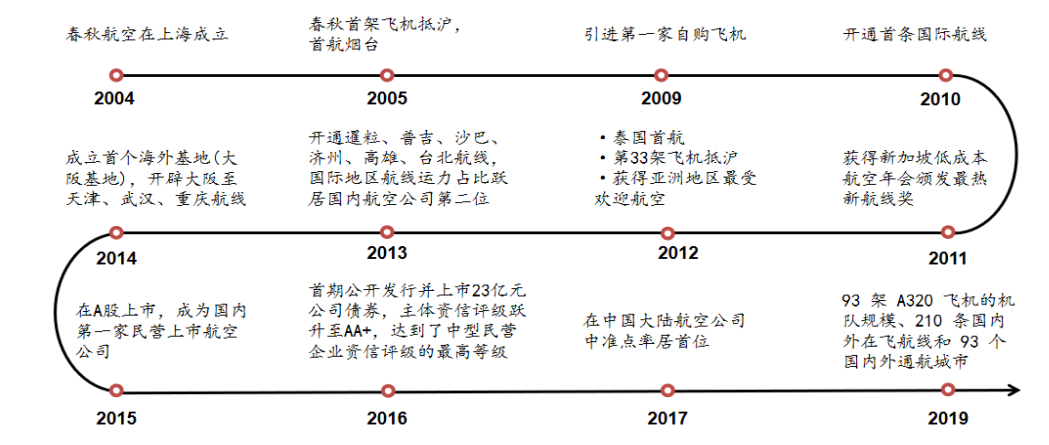 春秋航空在上海成立
2004
春秋首架飞机抵沪，
首航烟台
2005
引进第一家自购飞机
2009
开通首条国际航线
2010
获得新加坡低成本
航空年会颁发最热
新航线奖
2011
·泰国首航
·第33架飞机抵沪
·获得亚洲地区最受
欢迎航空
2012
开通暹粒、普吉、沙巴、
济州、高雄、台北航线，
国际地区航线运力占比跃
居国内航空公司第二位
2013
成立首个海外基地(大
阪基地)，开辟大阪至
天津、武汉、重庆航线
2014
在A股上市，成为国内
第一家民营上市航空
公司
2015
首期公开发行并上市23亿元
公司债券，主体资信评级跃
升至AA+，达到了中型民营
企业资信评级的最高等级
2016
在中国大陆航空公司
中准点率居首位
2017
93 架 A320 飞机的机
队规模、210 条国内
外在飞航线和 93 个
国内外通航城市
2019